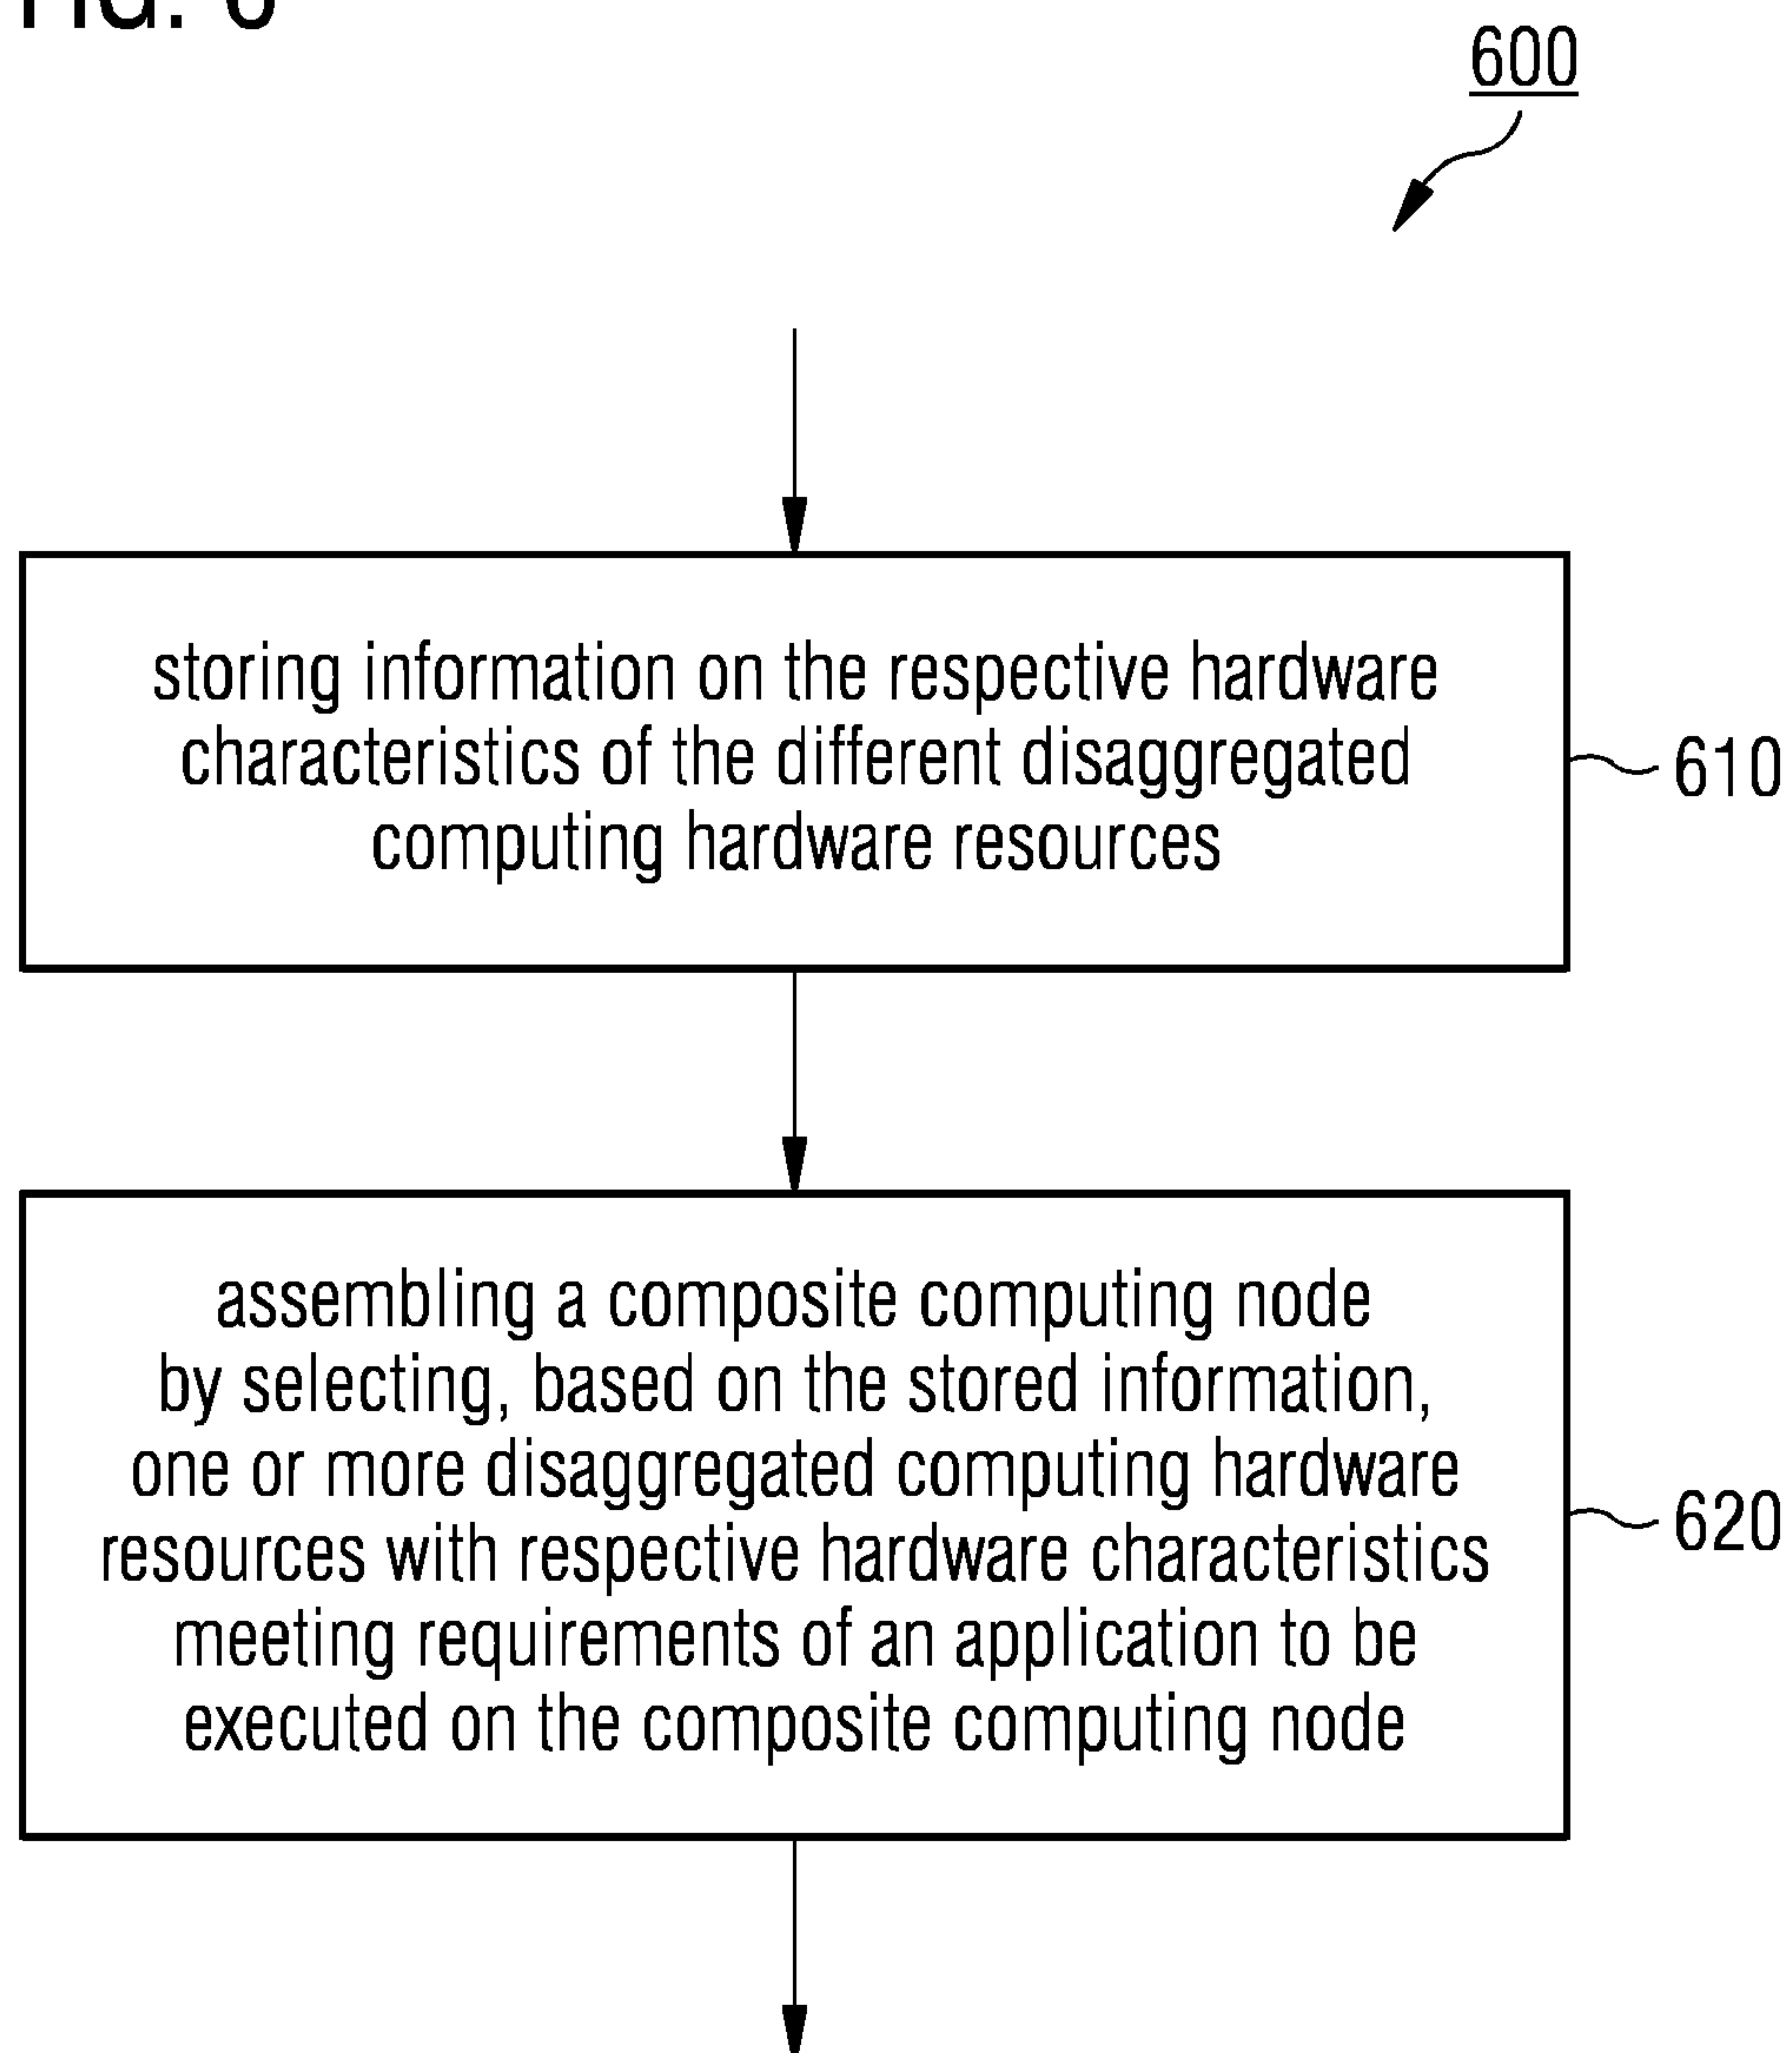 FIG. 6
600
storing information on the respective hardware
characteristics of the different disaggregated
computing hardware resources
610
assembling a composite computing node
by selecting, based on the stored information,
one or more disaggregated computing hardware
resources with respective hardware characteristics
meeting requirements of an application to be
executed on the composite computing node
620